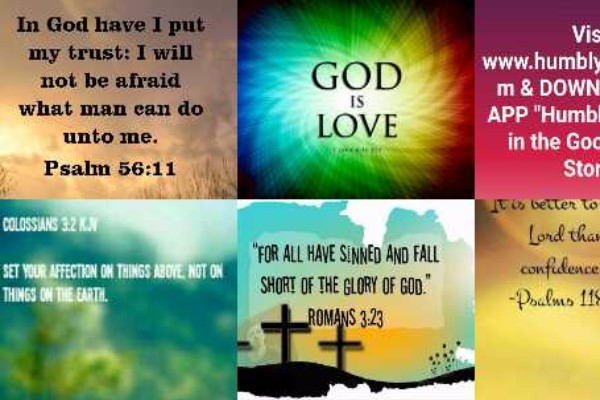 In God have I put
my trust: I will
not be afraid
what man can do
unto me.
Psalm 56:11
GOD
IS
LOVE
Vis
www.humbly
m & DOWN
APP "Humbl
in the Goo
Stor
COLOSSIANS 3:2 KJV
SET YOUR AFFECTION ON THINGS ABOVE, NOT ON
THINGS ON THE EARTH.
"FOR ALL HAVE SINNED AND FALL
SHORT OF THE GLORY OF GOD."
ROMANS 3:23
It is better to
Lord than
confidence
-Psalms 118